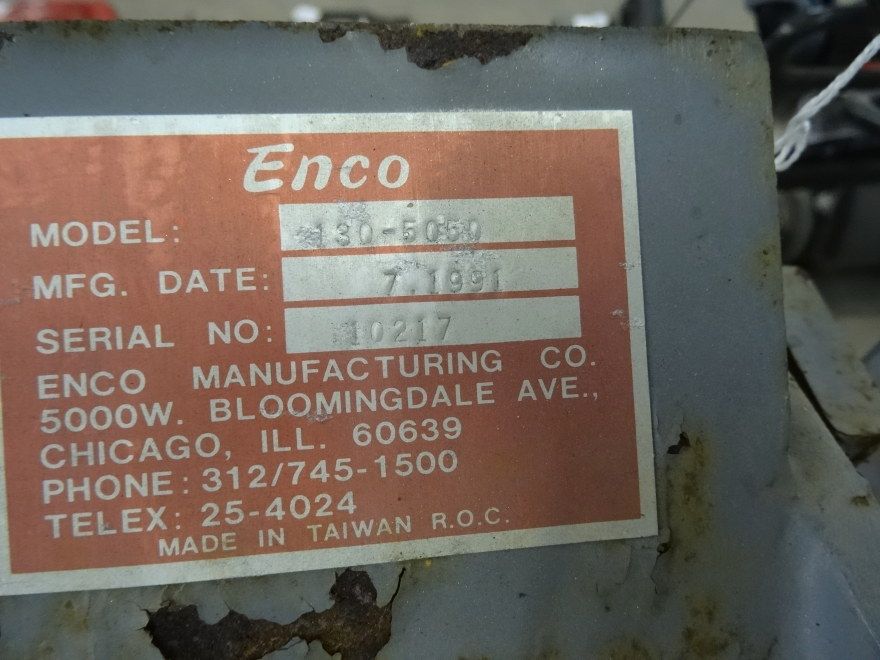 Enco
MODEL: 130-5050
MFG. DATE: 7.1991
SERIAL NO: 10217
ENCO MANUFACTURING CO.
5000W. BLOOMINGDALE AVE.,
CHICAGO, ILL. 60639
PHONE: 312/745-1500
TELEX: 25-4024
MADE IN TAIWAN R.O.C.